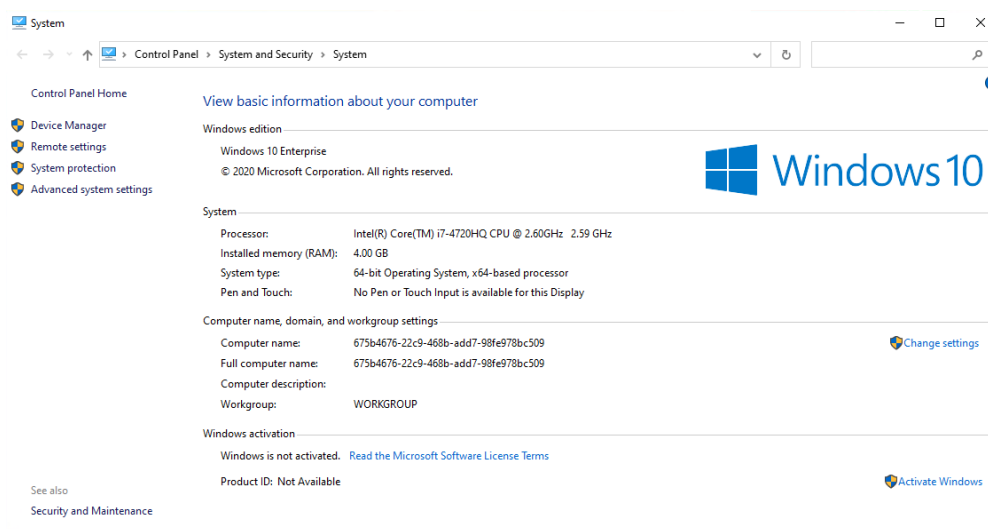 System
Control Panel › System and Security › System
Control Panel Home
Device Manager
Remote settings
System protection
Advanced system settings
View basic information about your computer
Windows edition
Windows 10 Enterprise
© 2020 Microsoft Corporation. All rights reserved.
Windows 10
System
Processor: Intel(R) Core(TM) i7-4720HQ CPU @ 2.60GHz 2.59 GHz
Installed memory (RAM): 4.00 GB
System type: 64-bit Operating System, x64-based processor
Pen and Touch: No Pen or Touch Input is available for this Display
Computer name, domain, and workgroup settings
Computer name: 675b4676-22c9-468b-add7-98fe978bc509
Change settings
Full computer name: 675b4676-22c9-468b-add7-98fe978bc509
Computer description:
Workgroup: WORKGROUP
Windows activation
Windows is not activated. Read the Microsoft Software License Terms
Product ID: Not Available
Activate Windows
See also
Security and Maintenance